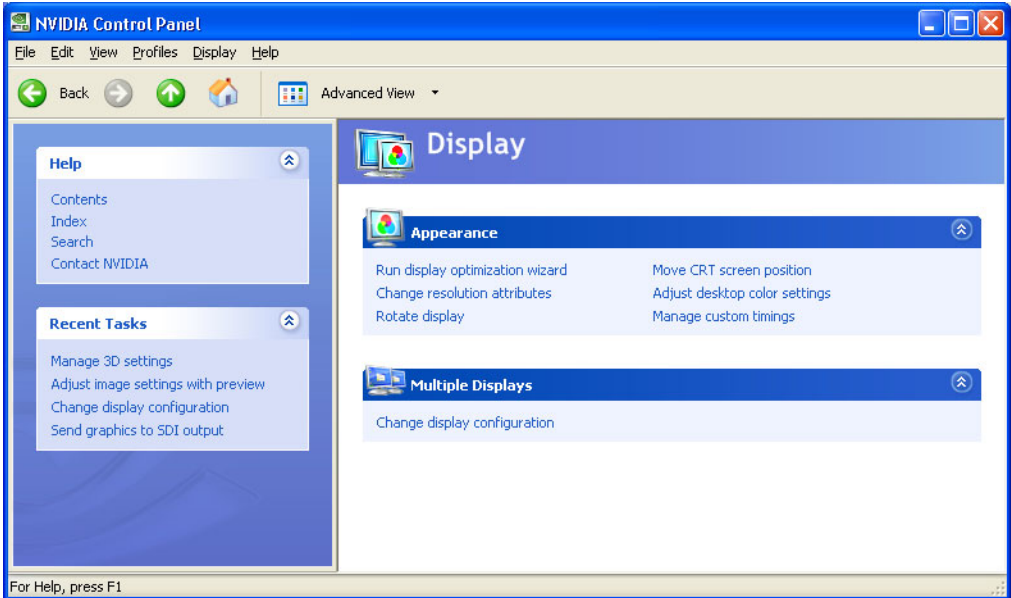 NVIDIA Control Panel
File Edit View Profiles Display Help
Back Advanced View
Help
Contents
Index
Search
Contact NVIDIA
Recent Tasks
Manage 3D settings
Adjust image settings with preview
Change display configuration
Send graphics to SDI output
Display
Appearance
Run display optimization wizard Move CRT screen position
Change resolution attributes Adjust desktop color settings
Rotate display Manage custom timings
Multiple Displays
Change display configuration
For Help, press F1